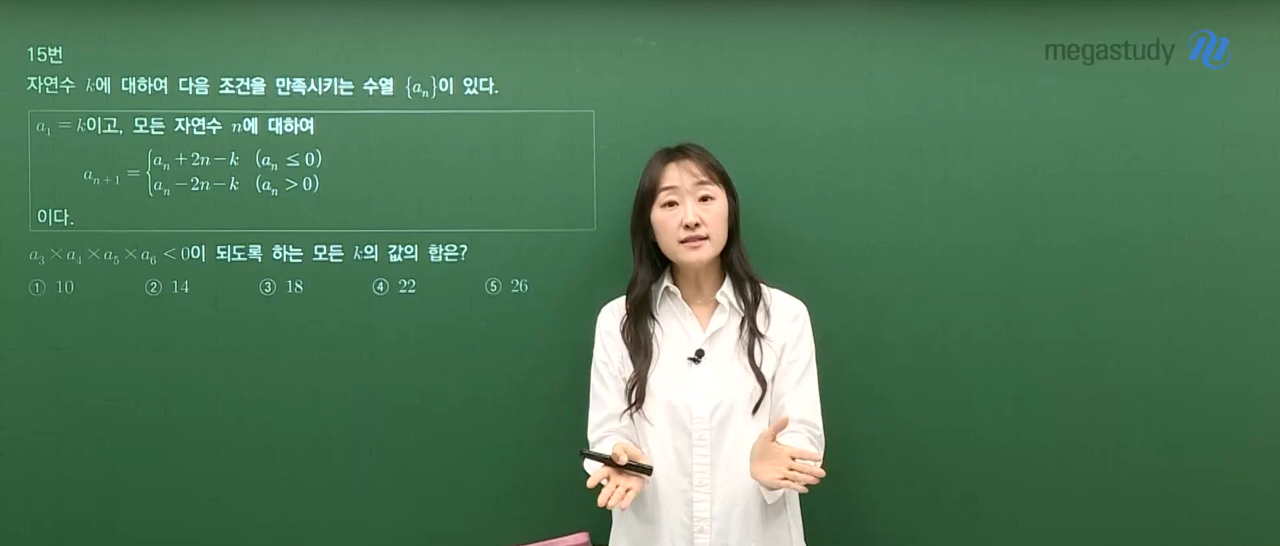 megastudy
15번
자연수 k에 대하여 다음 조건을 만족시키는 수열 {aₙ}이 있다.
a₁ = k이고, 모든 자연수 n에 대하여
aₙ₊₁ = { aₙ + 2n − k (aₙ ≤ 0)
aₙ − 2n − k (aₙ > 0)
이다.
a₃ × a₄ × a₅ × a₆ < 0이 되도록 하는 모든 k의 값의 합은?
① 10 ② 14 ③ 18 ④ 22 ⑤ 26